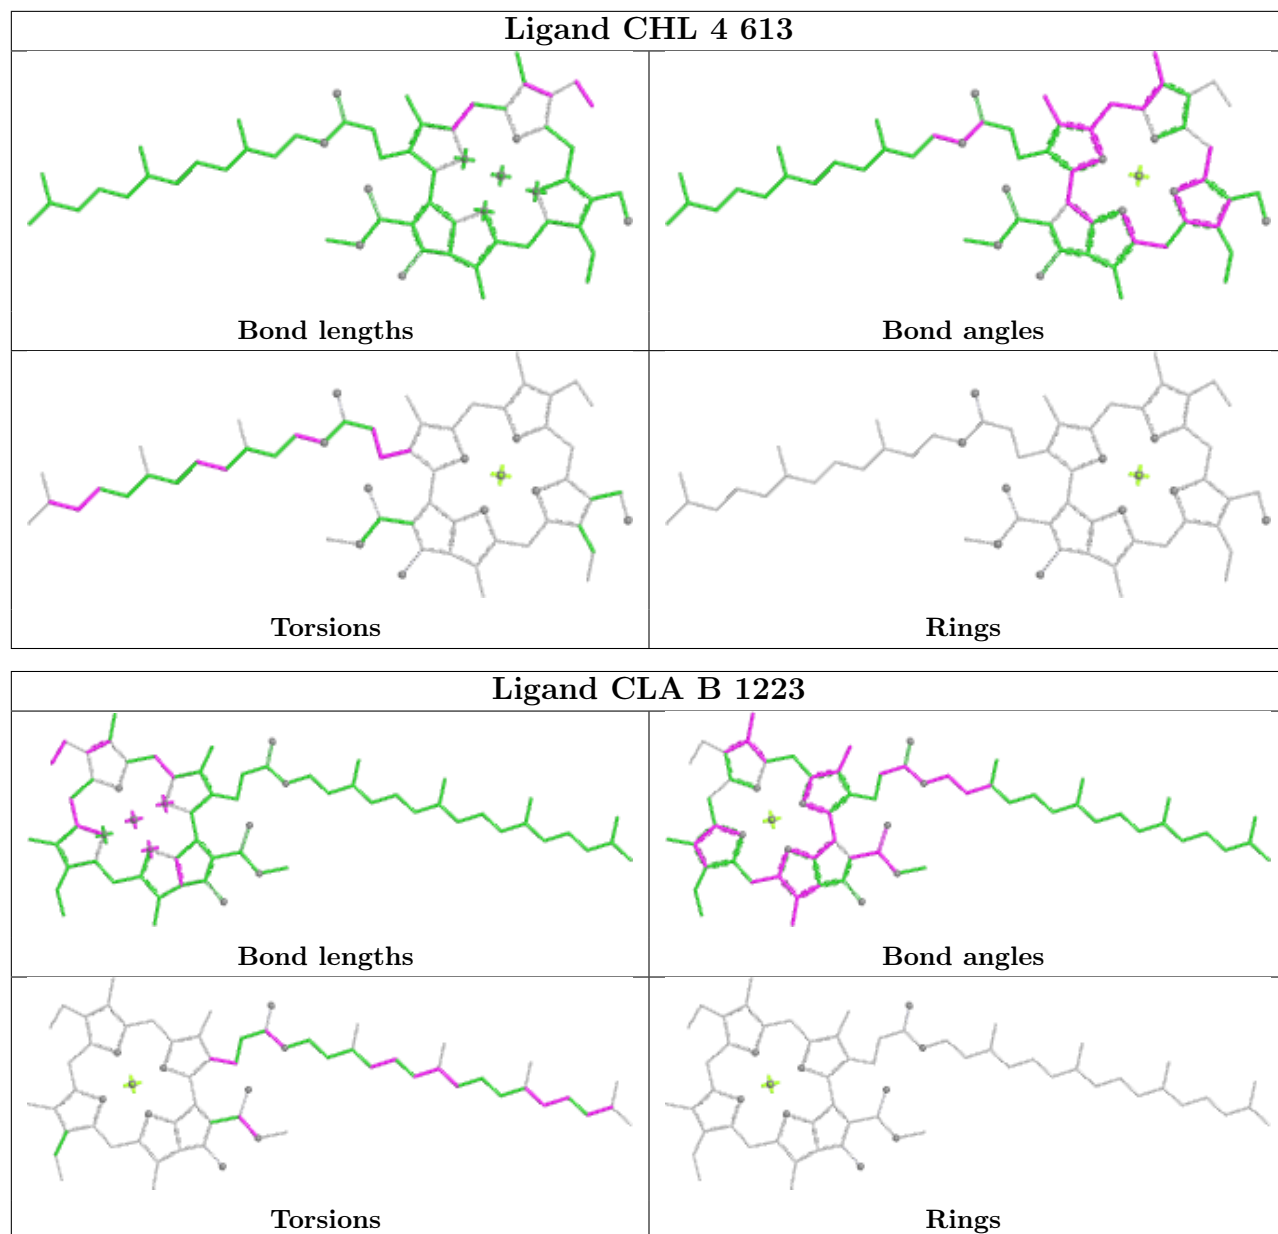 Ligand CHL 4 613
Bond lengths
Bond angles
Torsions
Rings
Ligand CLA B 1223
Bond lengths
Bond angles
Torsions
Rings